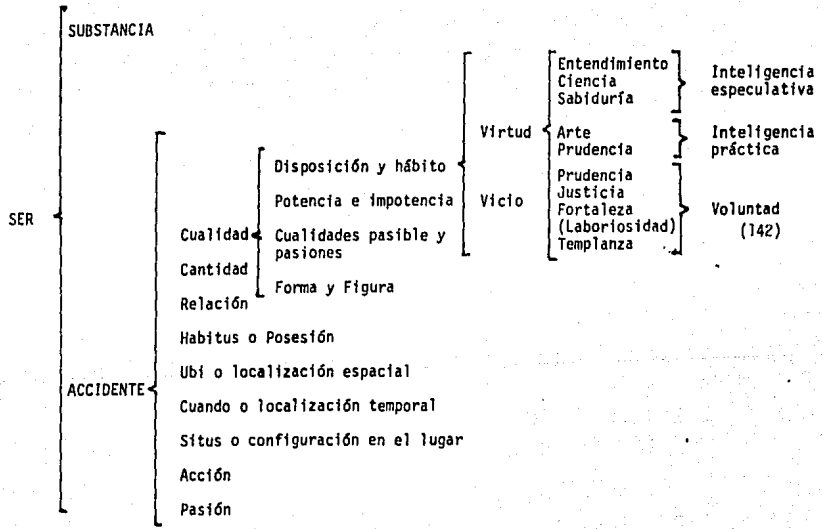 SER
SUBSTANCIA
ACCIDENTE
Cualidad
Cantidad
Relación
Habitus o Posesión
Ubi o localización espacial
Cuando o localización temporal
Situs o configuración en el lugar
Acción
Pasión
Disposición y hábito
Potencia e impotencia
Cualidades pasible y
pasiones
Forma y Figura
Virtud
Vicio
Entendimiento
Ciencia
Sabiduría
Arte
Prudencia
Prudencia
Justicia
Fortaleza
(Laboriosidad)
Templanza
Inteligencia
especulativa
Inteligencia
práctica
Voluntad
(142)